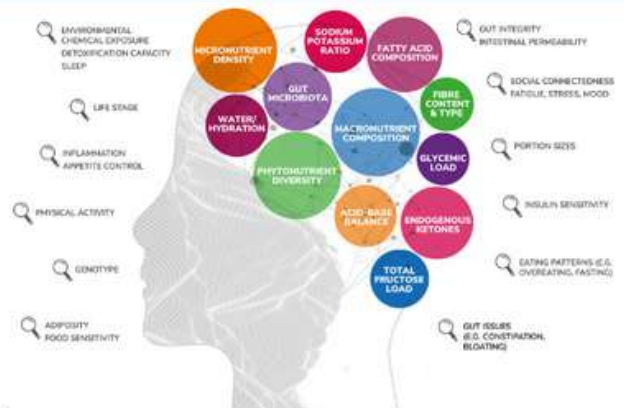 ENVIRONMENTAL
CHEMICAL EXPOSURE
DETOXIFICATION CAPACITY
SLEEP
LIFE STAGE
INFLAMMATION
APPETITE CONTROL
PHYSICAL ACTIVITY
GENOTYPE
ADIPOSITY
FOOD SENSITIVITY
MICRONUTRIENT
DENSITY
SODIUM
POTASSIUM
RATIO
FATTY ACID
COMPOSITION
GUT
MICROBIOTA
FIBRE
CONTENT
& TYPE
WATER/
HYDRATION
MACRONUTRIENT
COMPOSITION
GLYCEMIC
LOAD
PHYTONUTRIENT
DIVERSITY
ACID-BASE
BALANCE
ENDOGENOUS
KETONES
TOTAL
FRUCTOSE
LOAD
GUT INTEGRITY
INTESTINAL PERMEABILITY
SOCIAL CONNECTEDNESS
FATIGUE, STRESS, MOOD
PORTION SIZES
INSULIN SENSITIVITY
EATING PATTERNS (E.G.
OVEREATING, FASTING)
GUT ISSUES
(E.G. CONSTIPATION,
BLOATING)